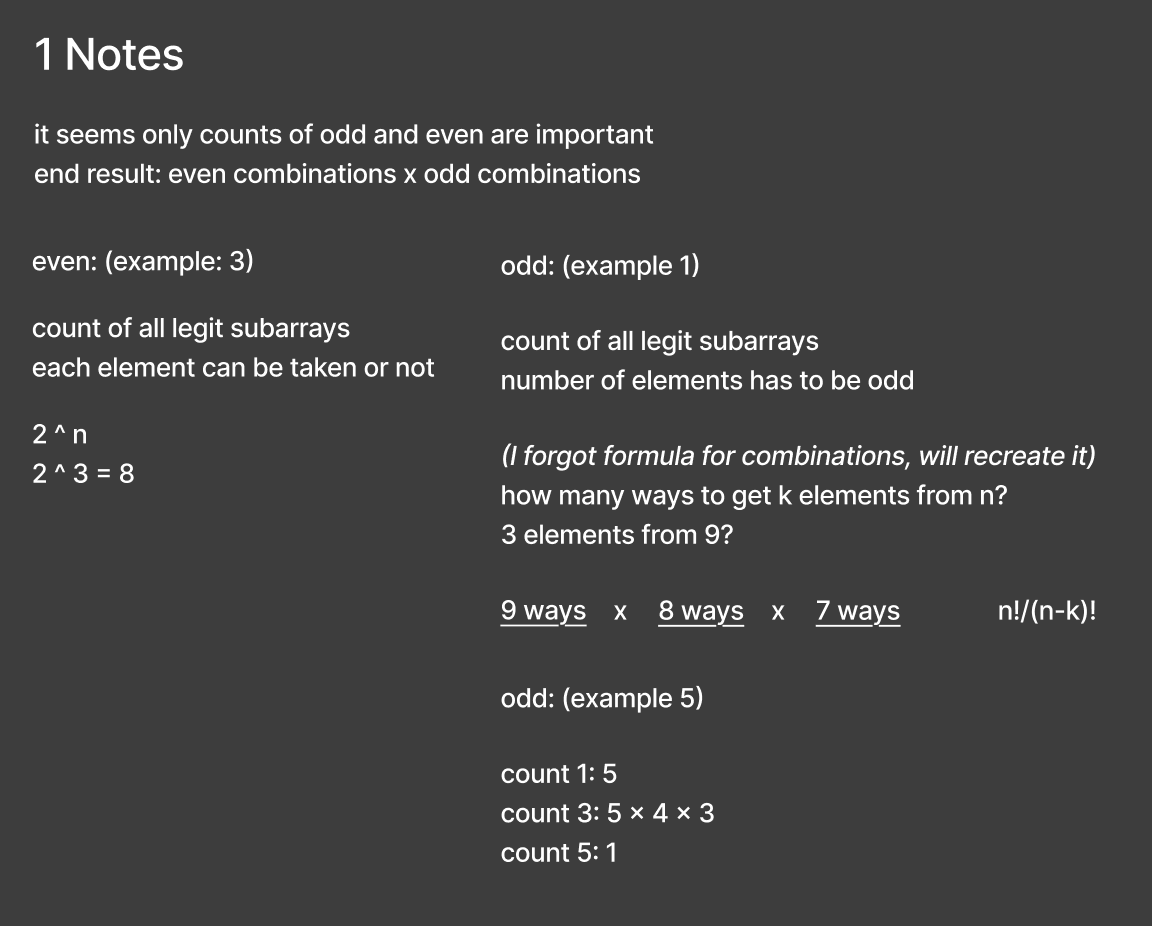 1 Notes
it seems only counts of odd and even are important
end result: even combinations x odd combinations
even: (example: 3)
count of all legit subarrays
each element can be taken or not
2 ^ n
2 ^ 3 = 8
odd: (example 1)
count of all legit subarrays
number of elements has to be odd
(I forgot formula for combinations, will recreate it)
how many ways to get k elements from n?
3 elements from 9?
9 ways x 8 ways x 7 ways n!/(n-k)!
odd: (example 5)
count 1: 5
count 3: 5 × 4 × 3
count 5: 1